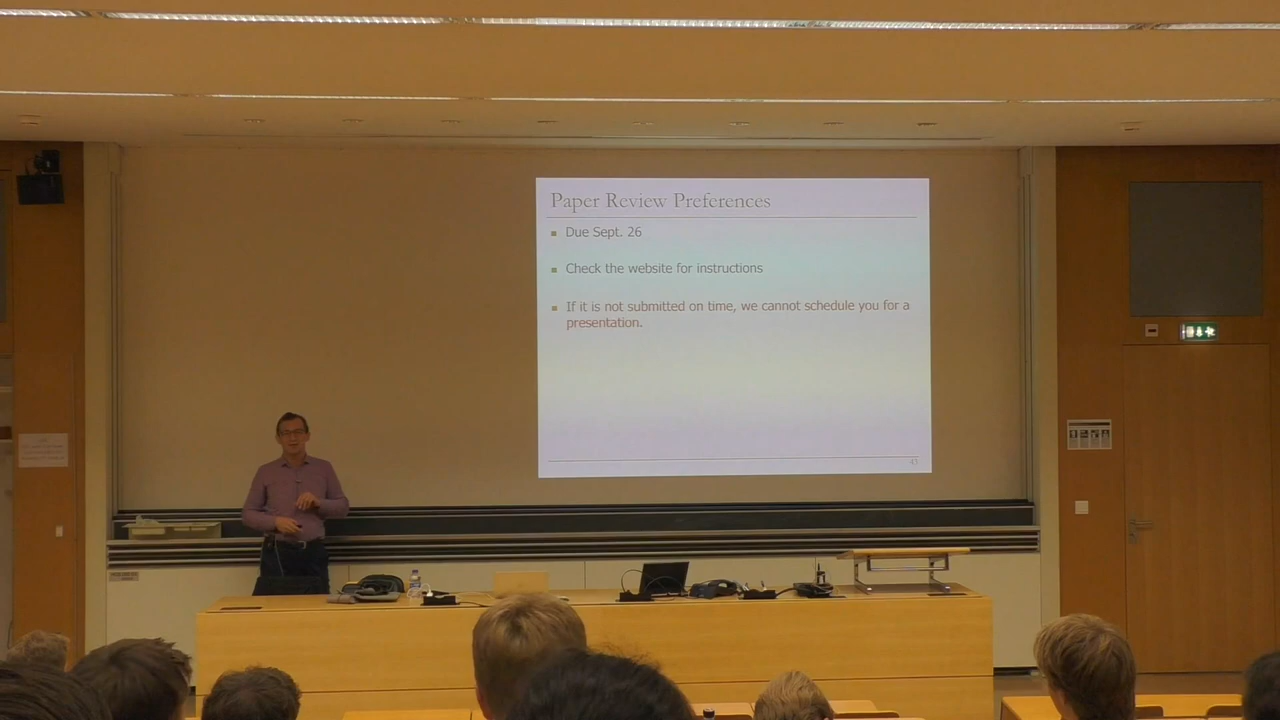 Paper Review Preferences
Due Sept. 26
Check the website for instructions
If it is not submitted on time, we cannot schedule you for a
presentation.
43